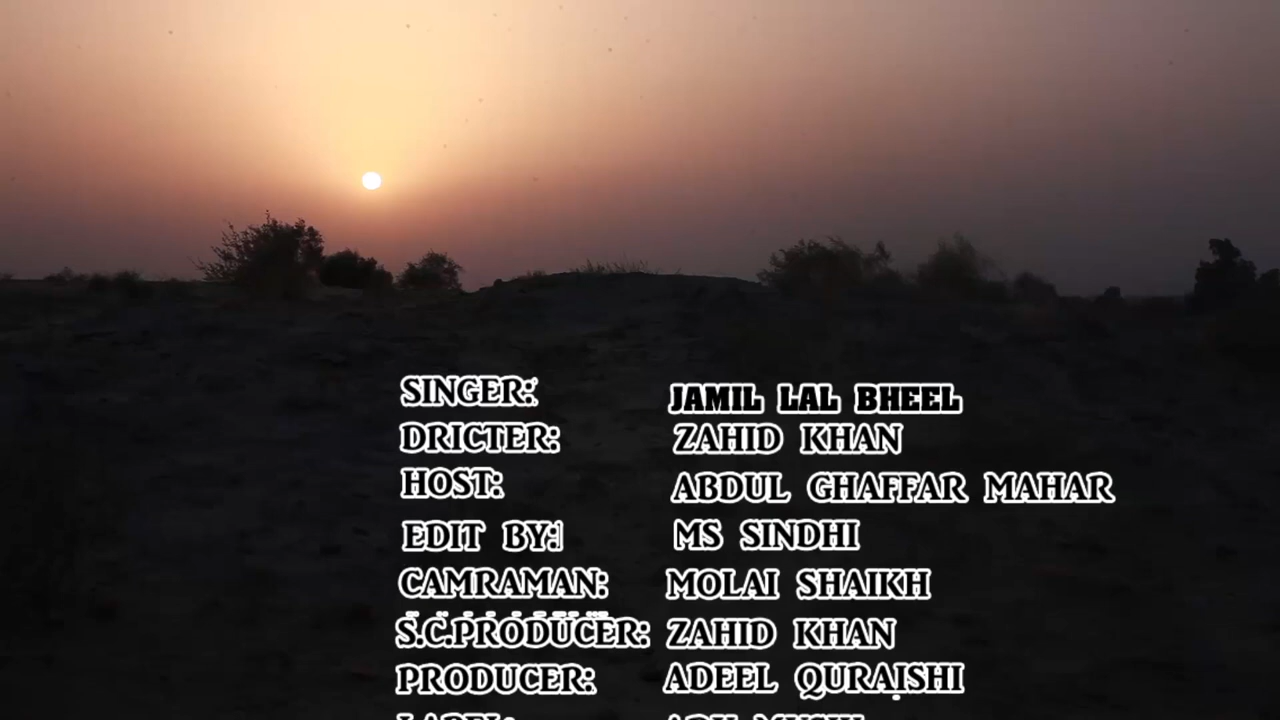 SINGER: JAMIL LAL BHEEL
DRICTER: ZAHID KHAN
HOST: ABDUL GHAFFAR MAHAR
EDIT BY: MS SINDHI
CAMRAMAN: MOLAI SHAIKH
S.C.PRODUCER: ZAHID KHAN
PRODUCER: ADEEL QURAISHI